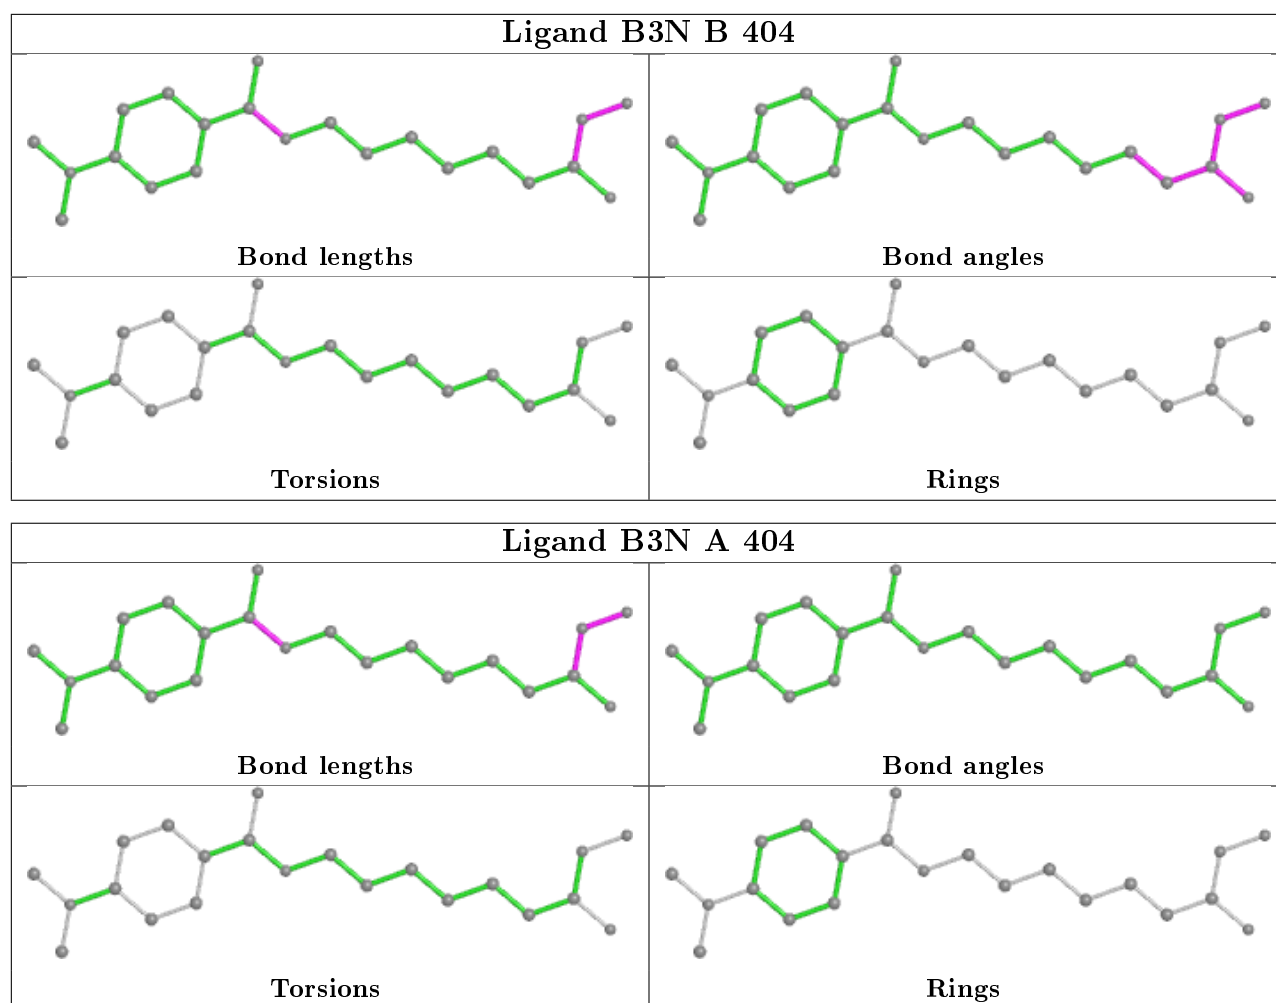 Ligand B3N B 404
Bond lengths
Bond angles
Torsions
Rings
Ligand B3N A 404
Bond lengths
Bond angles
Torsions
Rings